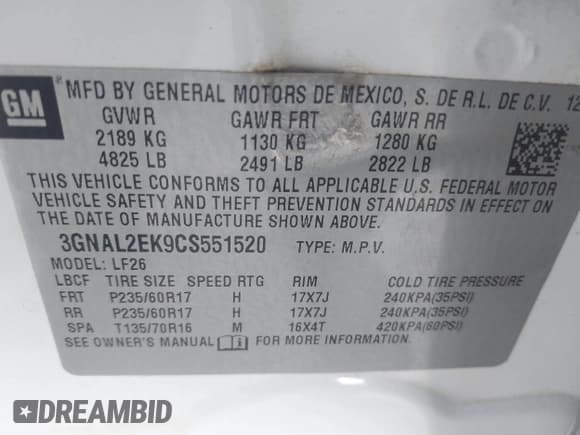 GM
MFD BY GENERAL MOTORS DE MEXICO, S. DE R.L. DE C.V. 12
GVWR GAWR FRT GAWR RR
2189 KG 1130 KG 1280 KG
4825 LB 2491 LB 2822 LB
THIS VEHICLE CONFORMS TO ALL APPLICABLE U.S. FEDERAL MOTOR
VEHICLE SAFETY AND THEFT PREVENTION STANDARDS IN EFFECT ON
THE DATE OF MANUFACTURE SHOWN ABOVE.
3GNAL2EK9CS551520 TYPE: M.P.V.
MODEL: LF26
LBCF TIRE SIZE SPEED RTG RIM COLD TIRE PRESSURE
FRT P235/60R17 H 17X7J 240KPA(35PSI)
RR P235/60R17 H 17X7J 240KPA(35PSI)
SPA T135/70R16 M 16X4T 420KPA(60PSI)
SEE OWNER'S MANUAL FOR MORE INFORMATION.
DREAMBID